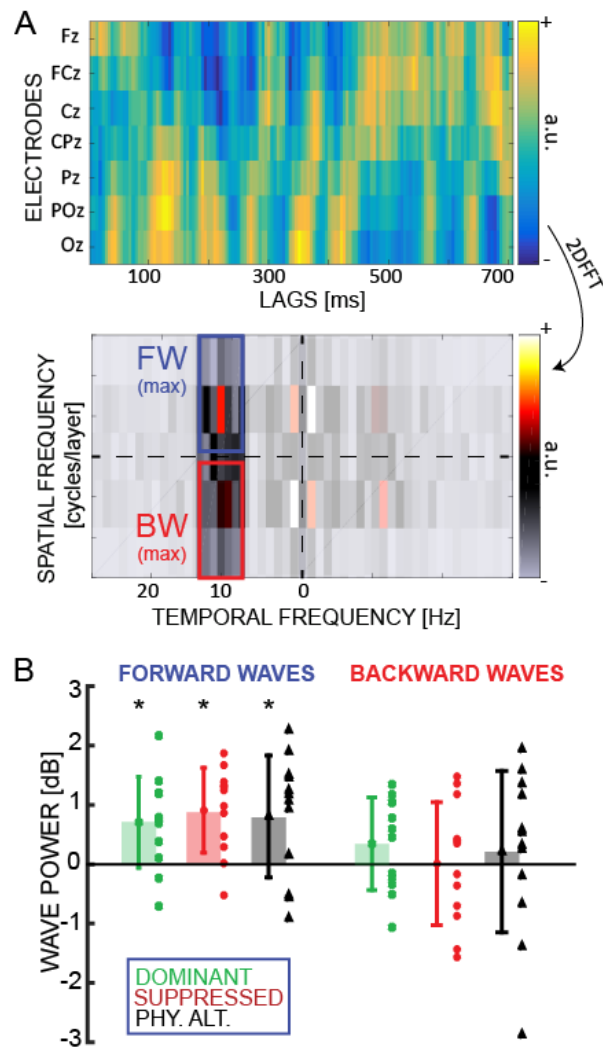 A
ELECTRODES
Fz
FCz
Cz
CPz
Pz
POz
Oz
100 300 500 700
LAGS [ms]
+
a.u.
-
2DFFT
SPATIAL FREQUENCY
[cycles/layer]
FW
(max)
BW
(max)
20 10 0
TEMPORAL FREQUENCY [Hz]
+
a.u.
-
B
FORWARD WAVES BACKWARD WAVES
WAVE POWER [dB]
3
2
1
0
-1
-2
-3
* * *
DOMINANT
SUPPRESSED
PHY. ALT.